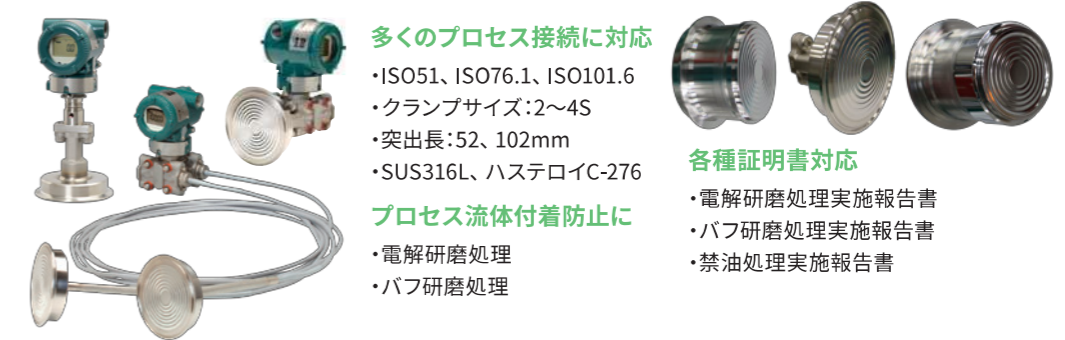 多くのプロセス接続に対応
・ISO51、ISO76.1、ISO101.6
・クランプサイズ：2～4S
・突出長：52、102mm
・SUS316L、ハステロイC-276
プロセス流体付着防止に
・電解研磨処理
・バフ研磨処理
各種証明書対応
・電解研磨処理実施報告書
・バフ研磨処理実施報告書
・禁油処理実施報告書